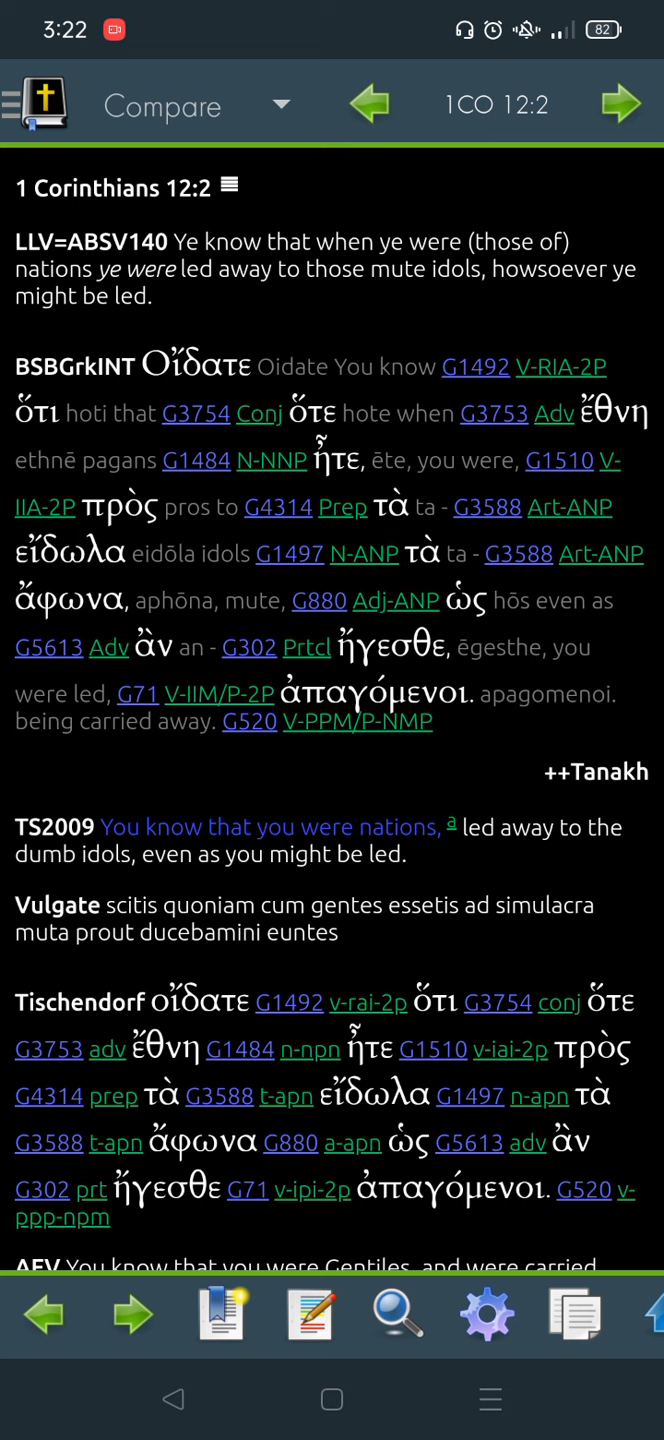 3:22
82
Compare
1CO 12:2
1 Corinthians 12:2
LLV=ABSV140 Ye know that when ye were (those of)
nations ye were led away to those mute idols, howsoever ye
might be led.
BSBGrkINT Οἴδατε Oidate You know G1492 V-RIA-2P
ὅτι hoti that G3754 Conj ὅτε hote when G3753 Adv ἔθνη
ethnē pagans G1484 N-NNP ἦτε, ēte, you were, G1510 V-
IIA-2P πρὸς pros to G4314 Prep τὰ ta - G3588 Art-ANP
εἴδωλα eidōla idols G1497 N-ANP τὰ ta - G3588 Art-ANP
ἄφωνα, aphōna, mute, G880 Adj-ANP ὡς hōs even as
G5613 Adv ἂν an - G302 Prtcl ἤγεσθε, ēgesthe, you
were led, G71 V-IIM/P-2P ἀπαγόμενοι. apagomenoi.
being carried away. G520 V-PPM/P-NMP
++Tanakh
TS2009 You know that you were nations, a led away to the
dumb idols, even as you might be led.
Vulgate scitis quoniam cum gentes essetis ad simulacra
muta prout ducebamini euntes
Tischendorf οἴδατε G1492 v-rai-2p ὅτι G3754 conj ὅτε
G3753 adv ἔθνη G1484 n-npn ἦτε G1510 v-iai-2p πρὸς
G4314 prep τὰ G3588 t-apn εἴδωλα G1497 n-apn τὰ
G3588 t-apn ἄφωνα G880 a-apn ὡς G5613 adv ἂν
G302 prt ἤγεσθε G71 v-ipi-2p ἀπαγόμενοι. G520 v-
ppp-npm
AFV You know that you were Gentiles, and were carried